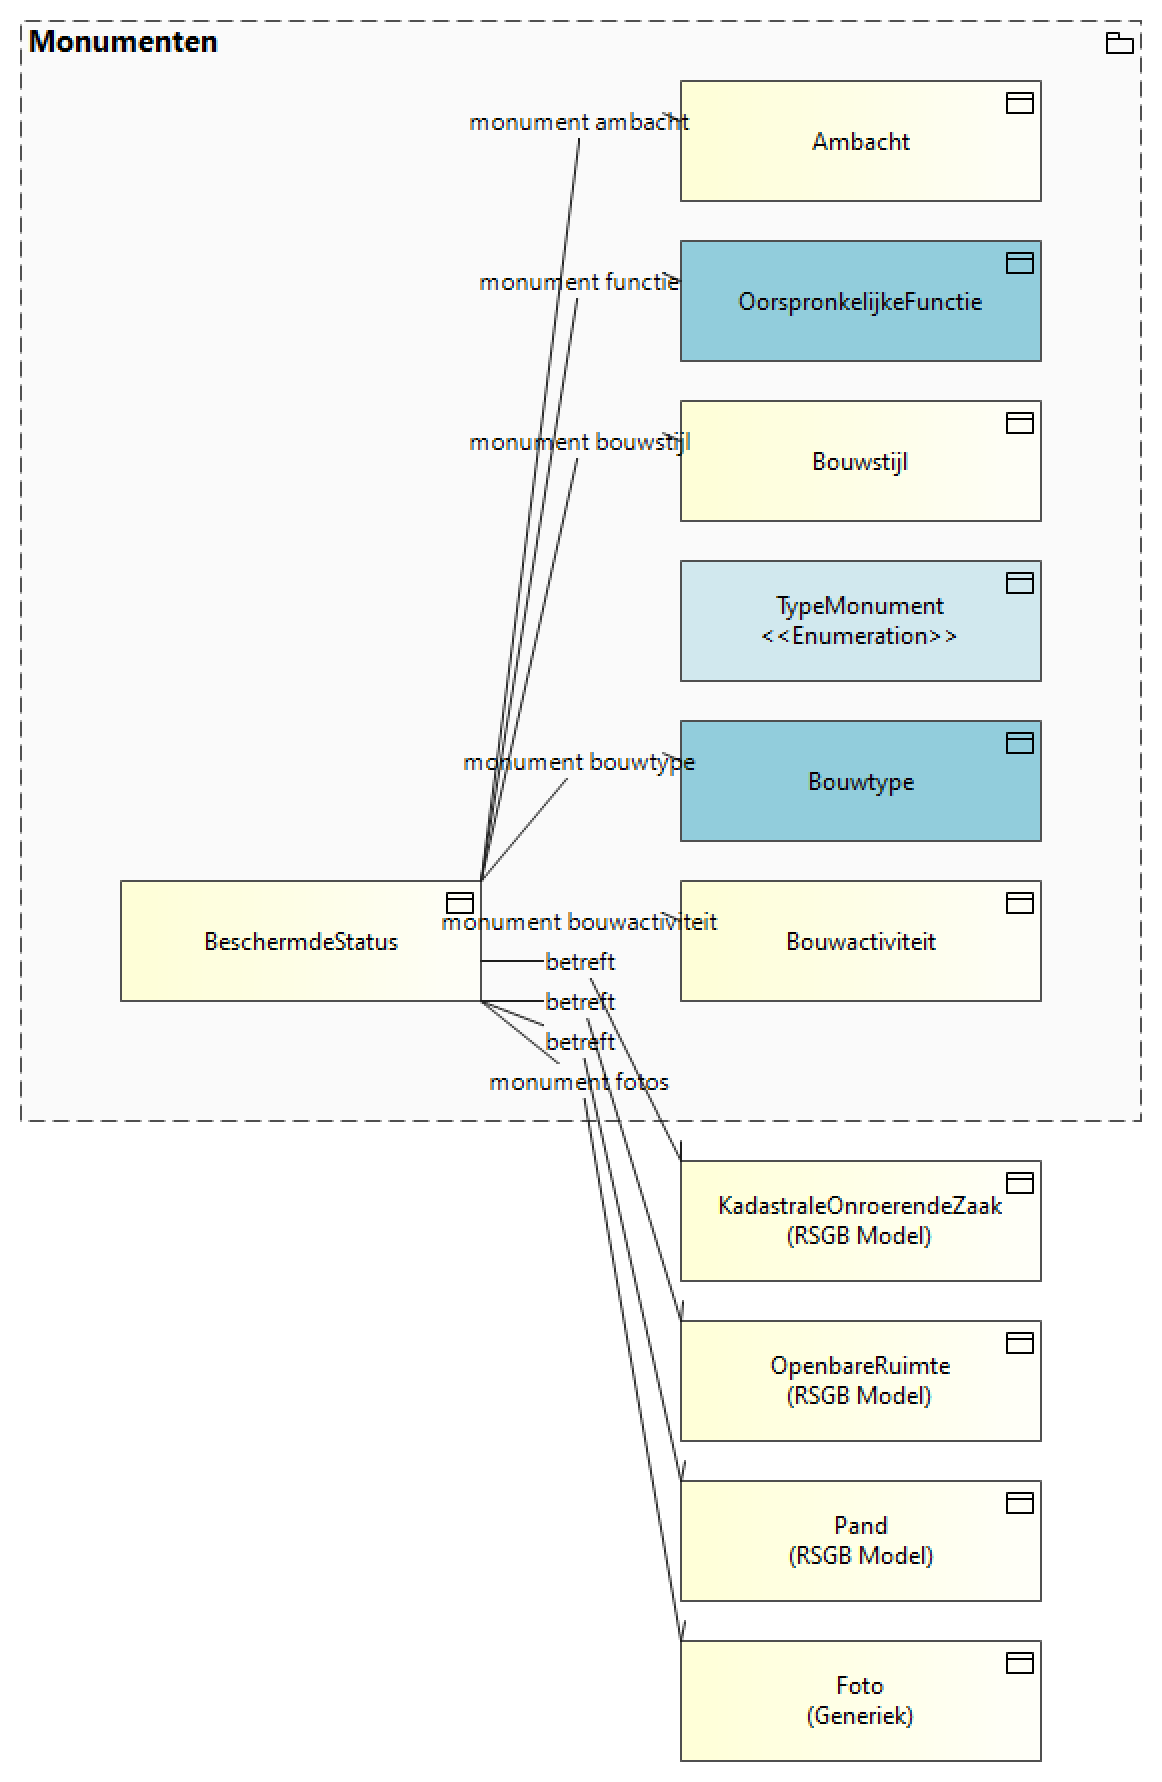 Monumenten
monument ambacht
Ambacht
monument functie
OorspronkelijkeFunctie
monument bouwstijl
Bouwstijl
TypeMonument
<<Enumeration>>
monument bouwtype
Bouwtype
BeschermdeStatus
monument bouwactiviteit
Bouwactiviteit
betreft
betreft
betreft
monument fotos
KadastraleOnroerendeZaak
(RSGB Model)
OpenbareRuimte
(RSGB Model)
Pand
(RSGB Model)
Foto
(Generiek)